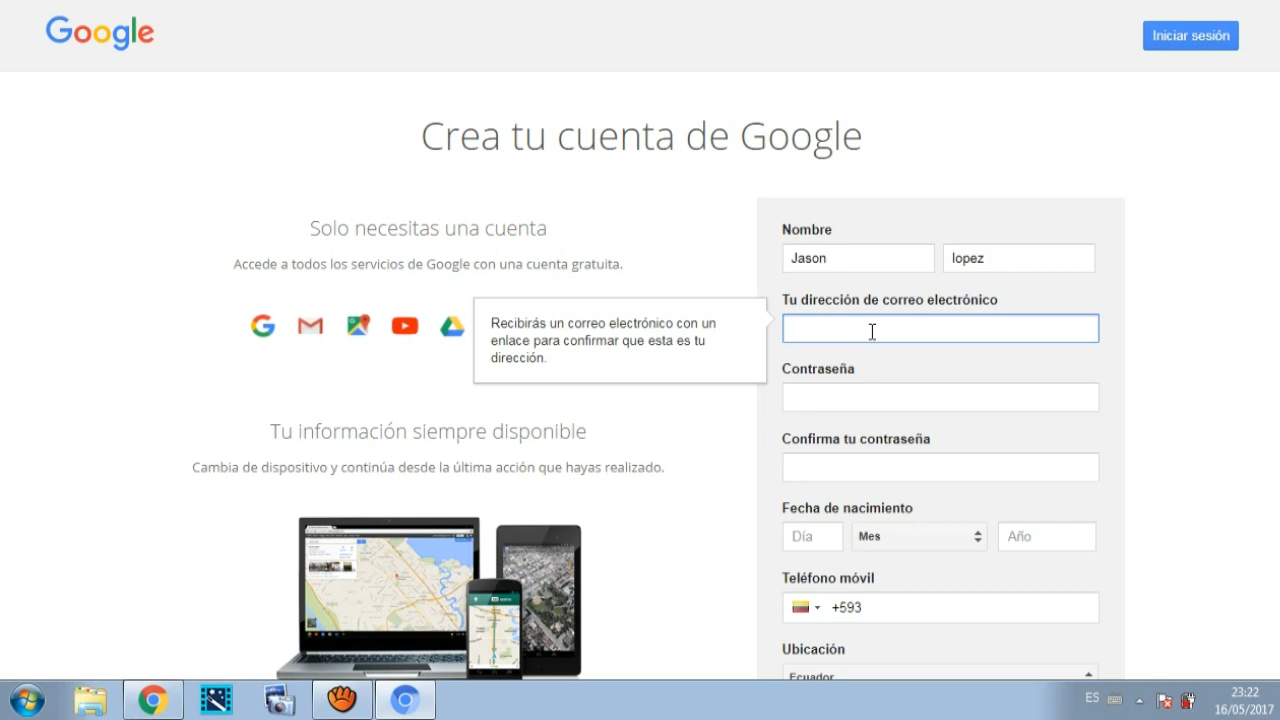 Google
Iniciar sesión
Crea tu cuenta de Google
Solo necesitas una cuenta
Accede a todos los servicios de Google con una cuenta gratuita.
Recibirás un correo electrónico con un
enlace para confirmar que esta es tu
dirección.
Tu información siempre disponible
Cambia de dispositivo y continúa desde la última acción que hayas realizado.
Nombre
Jason
lopez
Tu dirección de correo electrónico
Contraseña
Confirma tu contraseña
Fecha de nacimiento
Día
Mes
Año
Teléfono móvil
+593
Ubicación
Ecuador
ES
23:22
16/05/2017